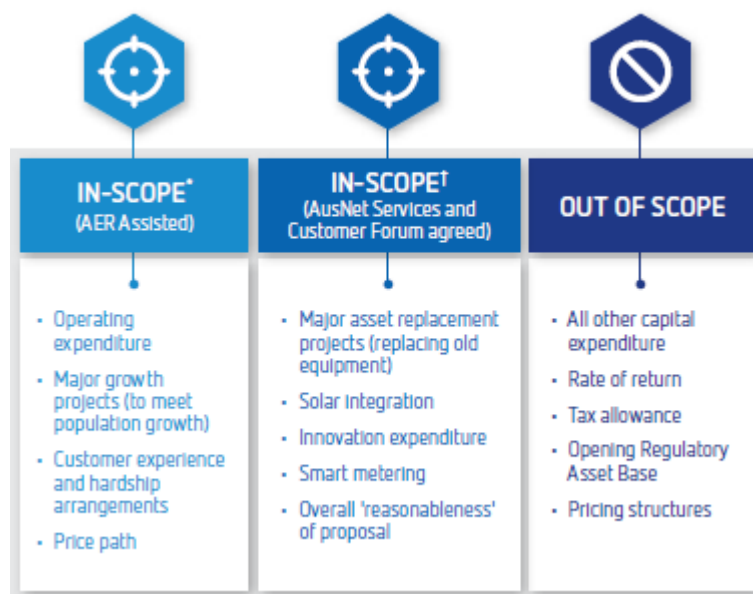 IN-SCOPE*
(AER Assisted)
• Operating
expenditure
• Major growth
projects (to meet
population growth)
• Customer experience
and hardship
arrangements
• Price path
IN-SCOPE†
(AusNet Services and
Customer Forum agreed)
• Major asset replacement
projects (replacing old
equipment)
• Solar integration
• Innovation expenditure
• Smart metering
• Overall 'reasonableness'
of proposal
OUT OF SCOPE
• All other capital
expenditure
• Rate of return
• Tax allowance
• Opening Regulatory
Asset Base
• Pricing structures